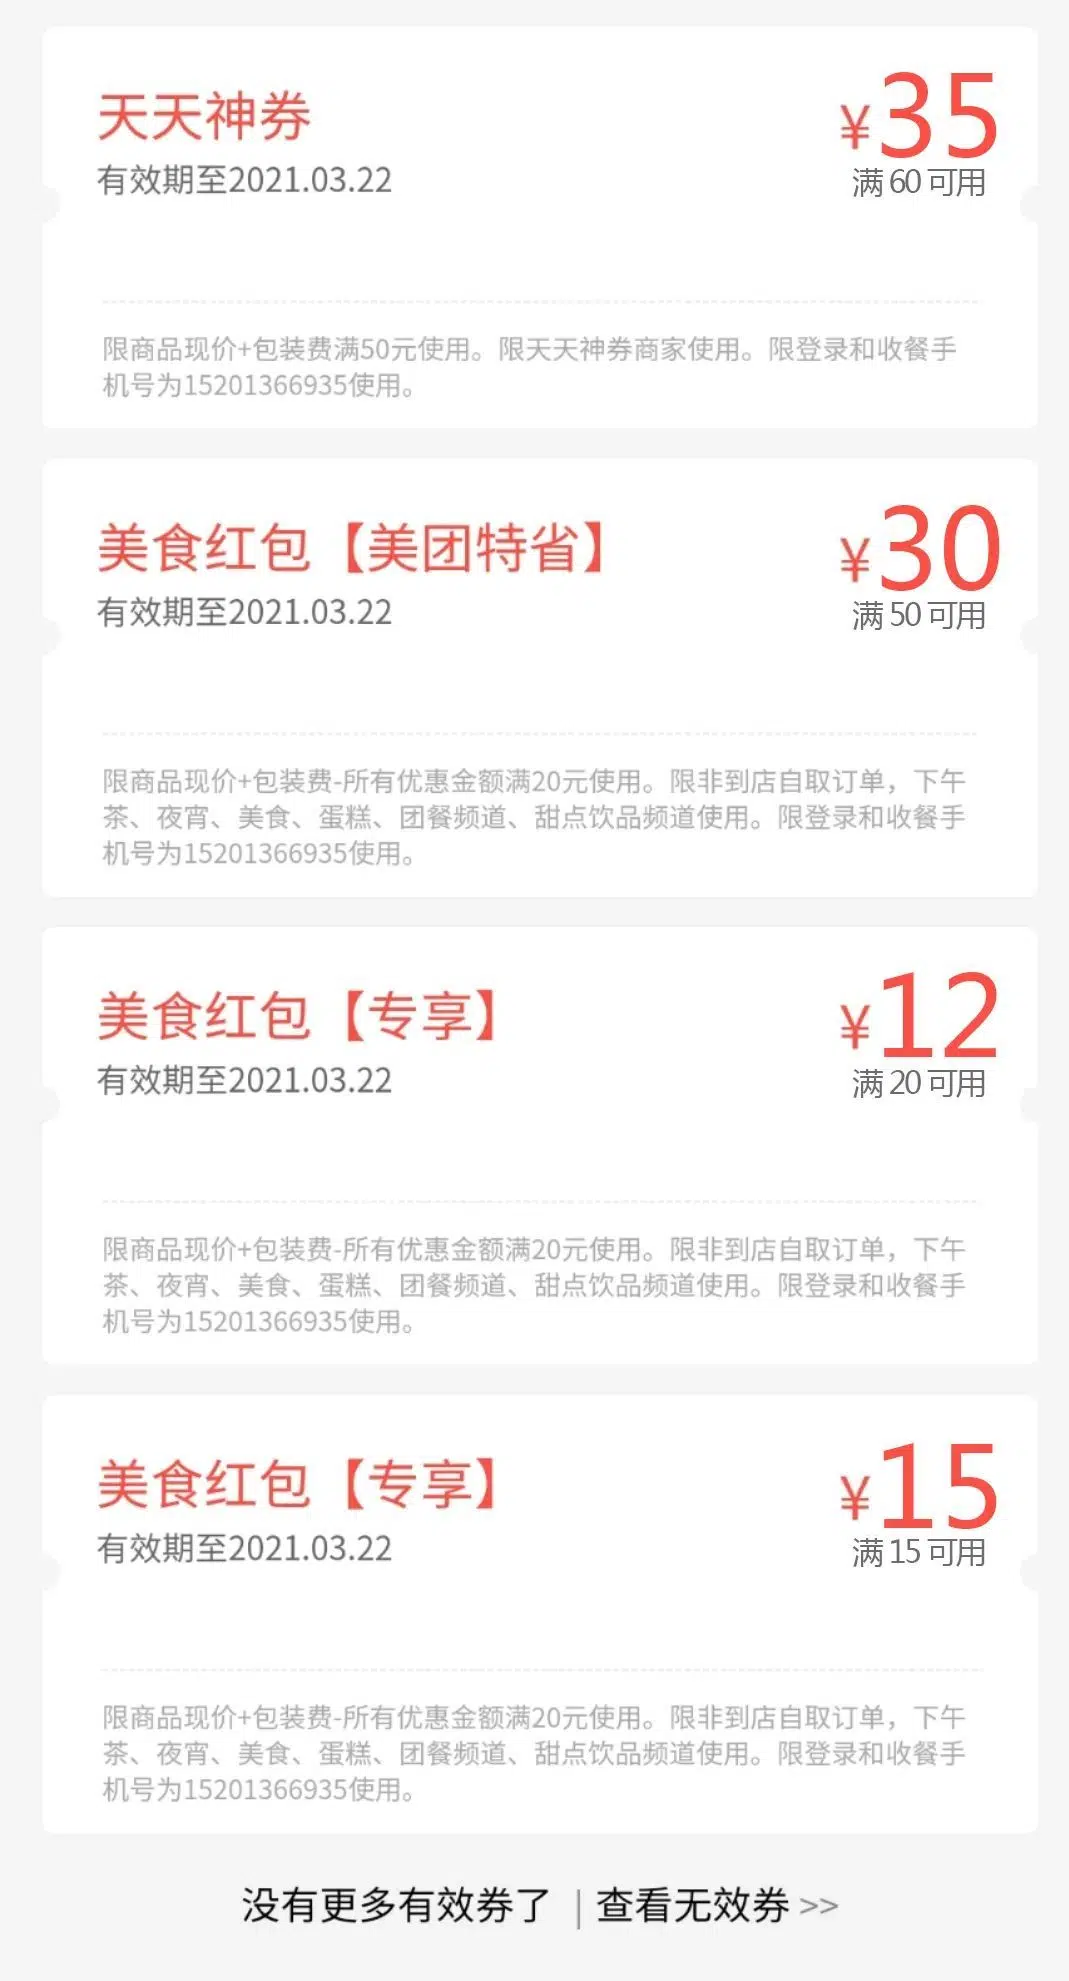 天天神券
¥35
有效期至2021.03.22
满60可用
限商品现价+包装费满50元使用。限天天神券商家使用。限登录和收餐手
机号为15201366935使用。
美食红包【美团特省】
¥30
有效期至2021.03.22
满50可用
限商品现价+包装费-所有优惠金额满20元使用。限非到店自取订单，下午
茶、夜宵、美食、蛋糕、团餐频道、甜点饮品频道使用。限登录和收餐手
机号为15201366935使用。
美食红包【专享】
¥12
有效期至2021.03.22
满20可用
限商品现价+包装费-所有优惠金额满20元使用。限非到店自取订单，下午
茶、夜宵、美食、蛋糕、团餐频道、甜点饮品频道使用。限登录和收餐手
机号为15201366935使用。
美食红包【专享】
¥15
有效期至2021.03.22
满15可用
限商品现价+包装费-所有优惠金额满20元使用。限非到店自取订单，下午
茶、夜宵、美食、蛋糕、团餐频道、甜点饮品频道使用。限登录和收餐手
机号为15201366935使用。
没有更多有效券了 | 查看无效券 >>